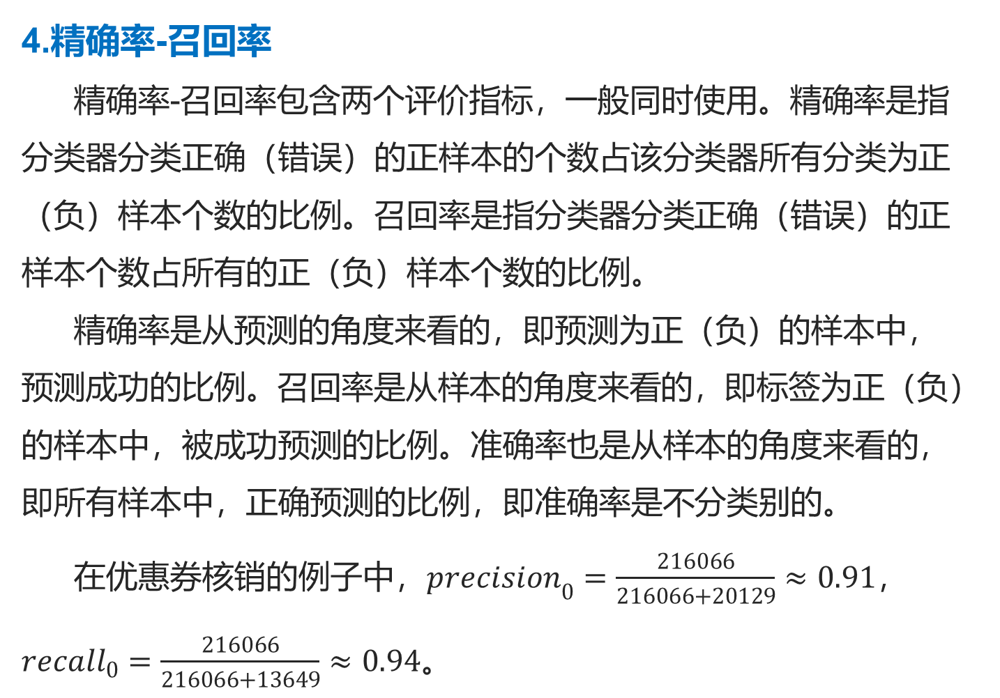 4.精确率-召回率
精确率-召回率包含两个评价指标，一般同时使用。精确率是指
分类器分类正确（错误）的正样本的个数占该分类器所有分类为正
（负）样本个数的比例。召回率是指分类器分类正确（错误）的正
样本个数占所有的正（负）样本个数的比例。
精确率是从预测的角度来看的，即预测为正（负）的样本中，
预测成功的比例。召回率是从样本的角度来看的，即标签为正（负）
的样本中，被成功预测的比例。准确率也是从样本的角度来看的，
即所有样本中，正确预测的比例，即准确率是不分类别的。
在优惠券核销的例子中，precision₀ = 216066/(216066+20129) ≈ 0.91，
recall₀ = 216066/(216066+13649) ≈ 0.94。